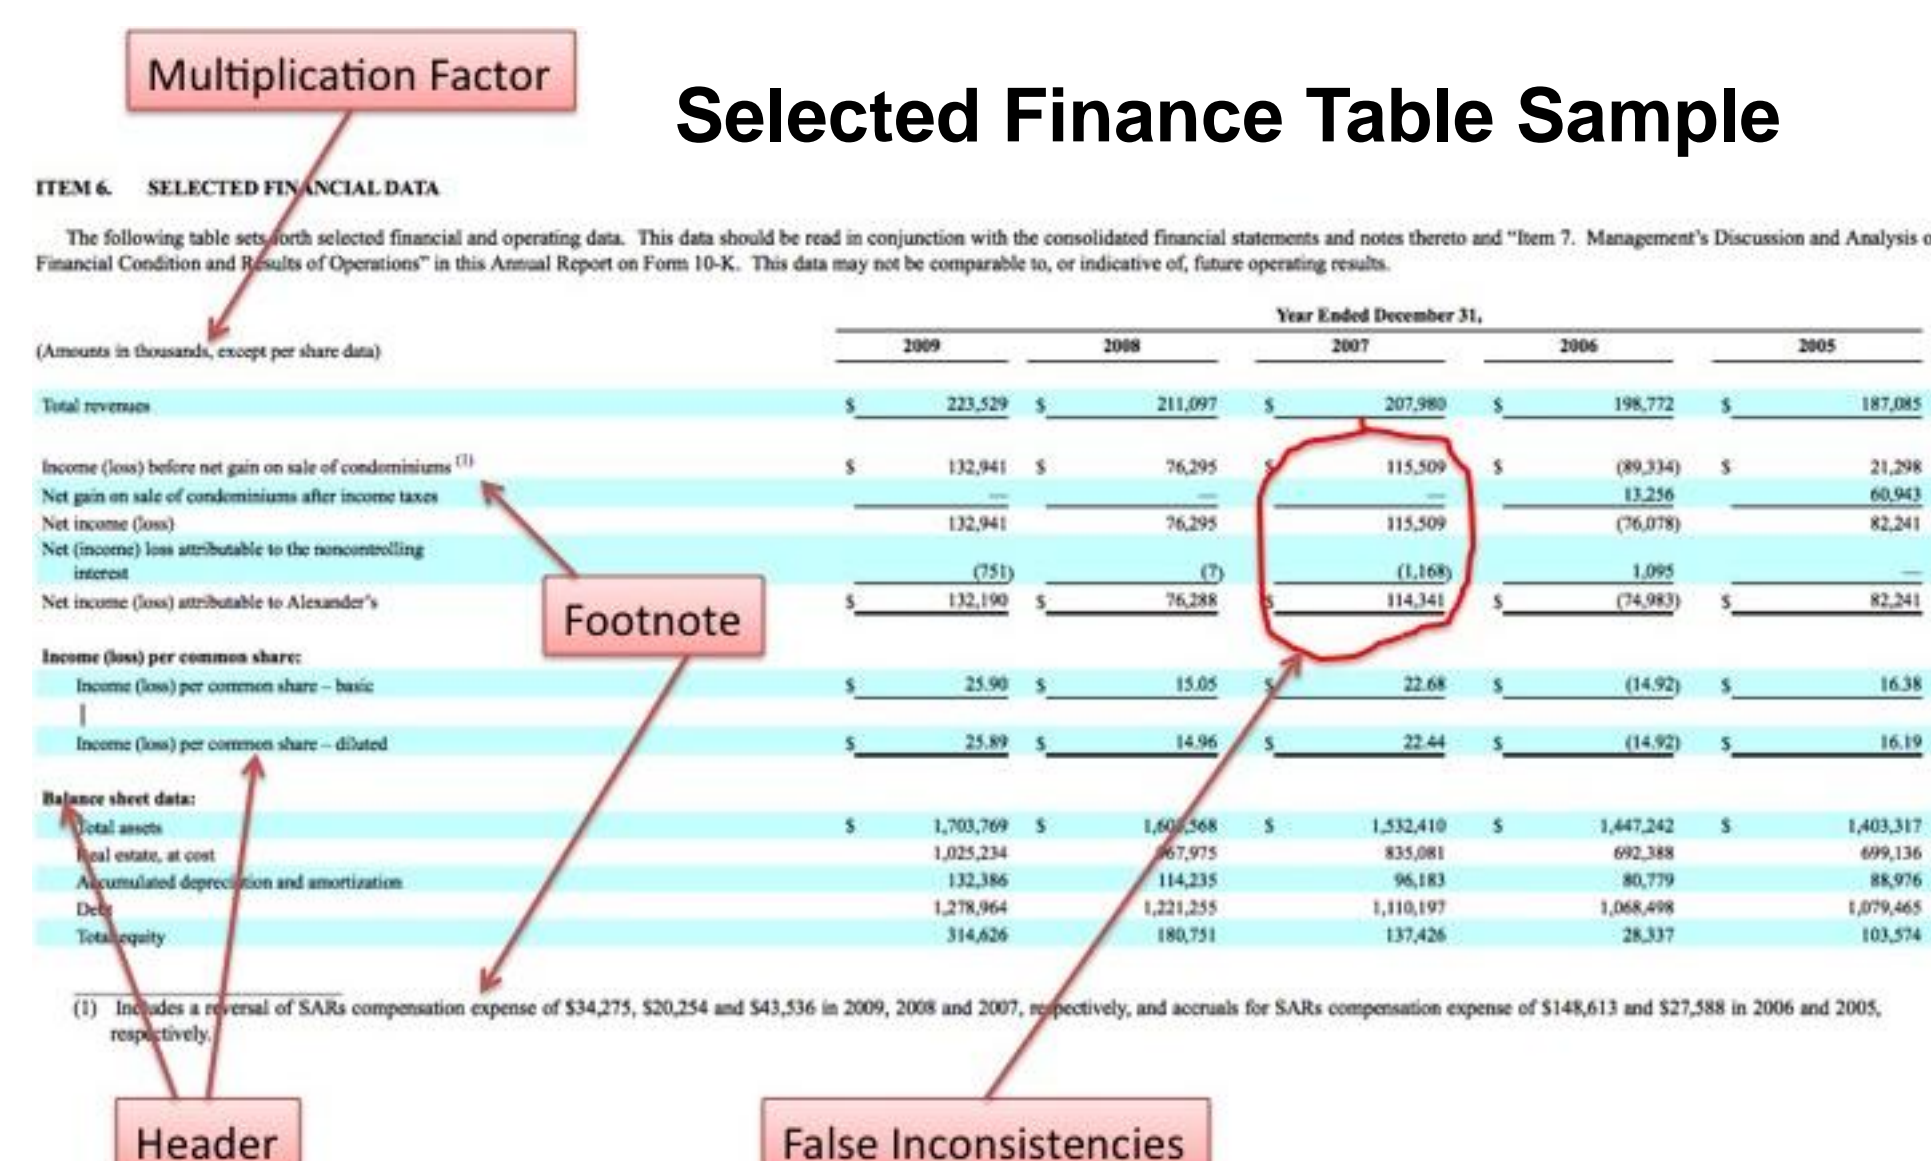 Multiplication Factor
Selected Finance Table Sample
ITEM 6. SELECTED FINANCIAL DATA
The following table sets forth selected financial and operating data. This data should be read in conjunction with the consolidated financial statements and notes thereto and “Item 7. Management's Discussion and Analysis
Financial Condition and Results of Operations” in this Annual Report on Form 10-K. This data may not be comparable to, or indicative of, future operating results.
Year Ended December 31,
(Amounts in thousands, except per share data) 2009 2008 2007 2006 2005
Total revenues $ 223,529 $ 211,097 $ 207,980 $ 198,772 $ 187,085
Income (loss) before net gain on sale of condominiums (1) $ 132,941 $ 76,295 $ 115,509 $ (89,334) $ 21,298
Net gain on sale of condominiums after income taxes — — — 13,256 60,943
Net income (loss) 132,941 76,295 115,509 (76,078) 82,241
Net (income) loss attributable to the noncontrolling
interest (751) (7) (1,168) 1,095 —
Net income (loss) attributable to Alexander's $ 132,190 $ 76,288 $ 114,341 $ (74,983) $ 82,241
Footnote
Income (loss) per common share:
Income (loss) per common share – basic $ 25.90 $ 15.05 $ 22.68 $ (14.92) $ 16.38
Income (loss) per common share – diluted $ 25.89 $ 14.96 $ 22.44 $ (14.92) $ 16.19
Balance sheet data:
Total assets $ 1,703,769 $ $ 1,532,410 $ 1,447,242 $ 1,403,317
Real estate, at cost 1,025,234 835,081 692,388 699,136
Accumulated depreciation and amortization 132,386 114,235 96,183 80,779 88,976
Debt 1,278,964 1,221,255 1,110,197 1,068,498 1,079,465
Total equity 314,626 180,751 137,426 28,337 103,574
(1) Includes a reversal of SARs compensation expense of $34,275, $20,254 and $43,536 in 2009, 2008 and 2007, respectively, and accruals for SARs compensation expense of $148,613 and $27,588 in 2006 and 2005,
respectively.
Header
False Inconsistencies